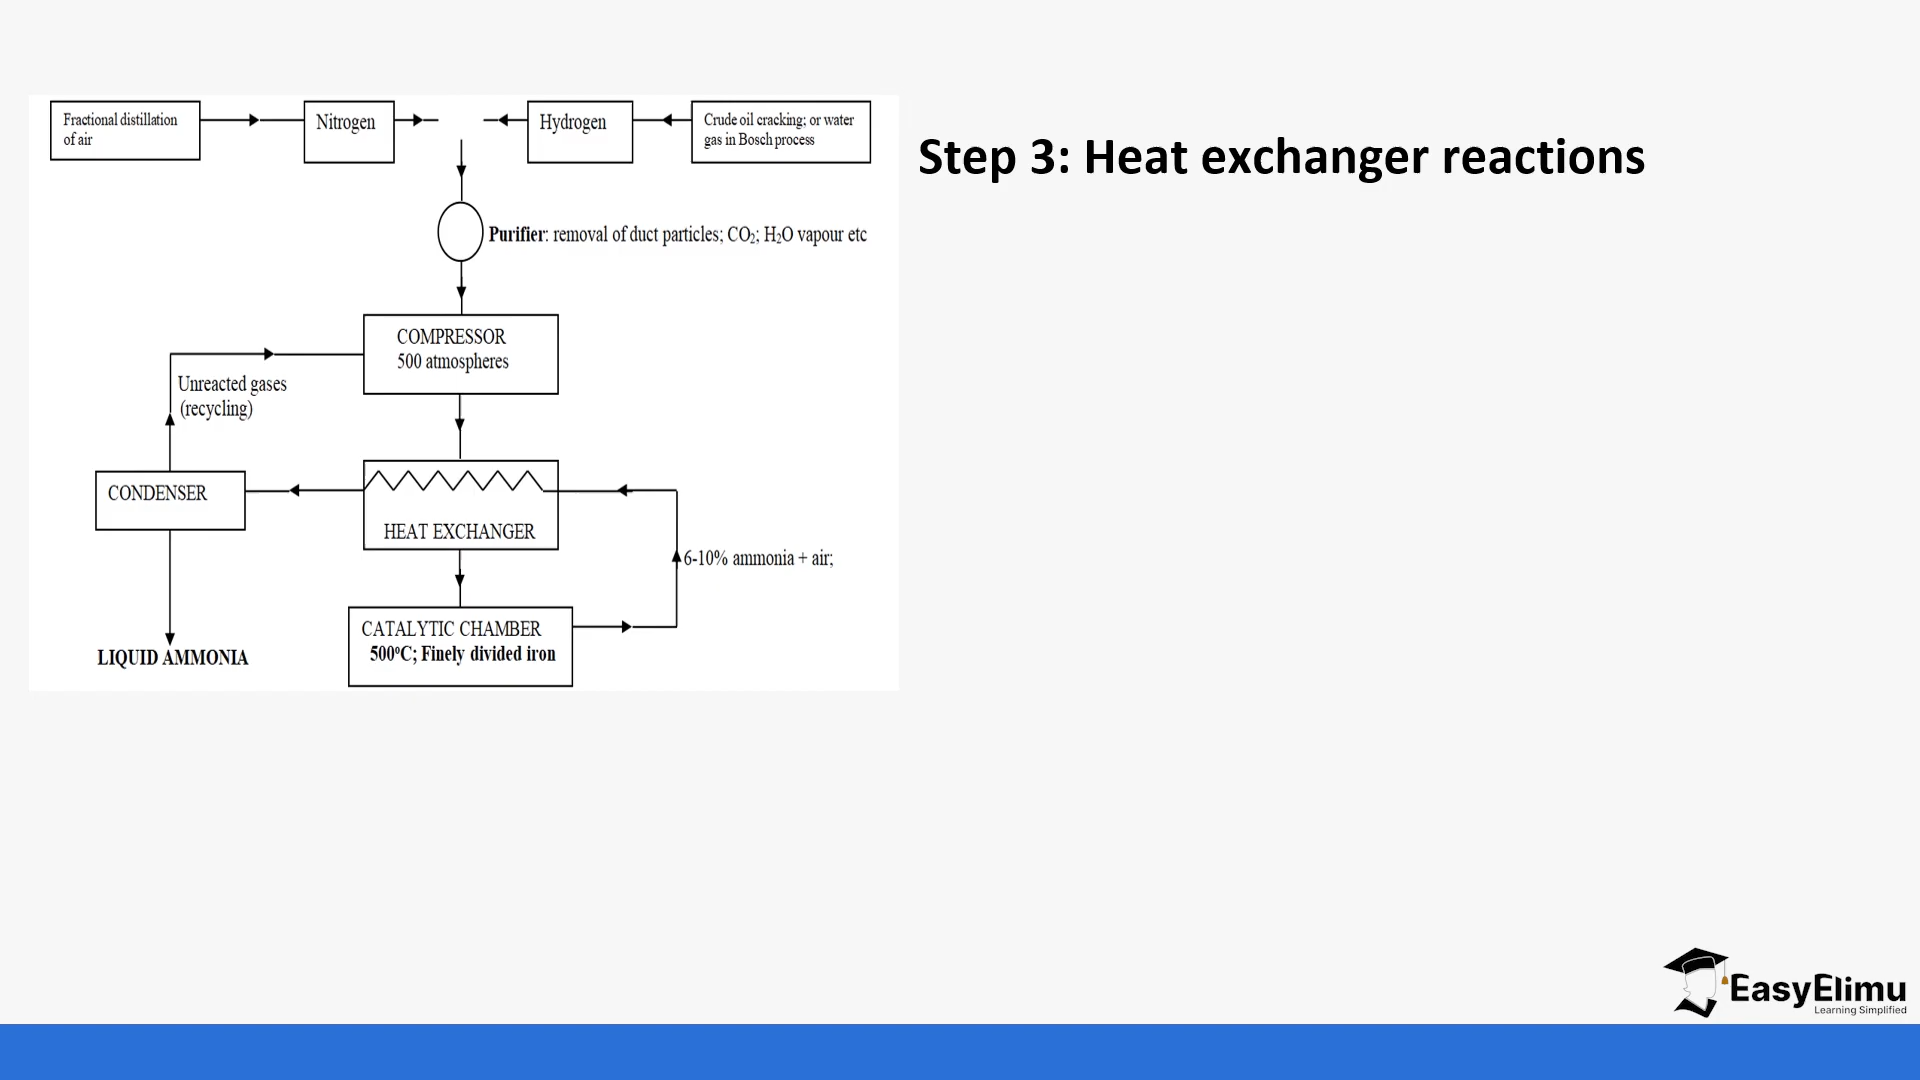 Fractional distillation
of air
Nitrogen
Hydrogen
Crude oil cracking; or water
gas in Bosch process
Step 3: Heat exchanger reactions
Purifier: removal of duct particles; CO₂; H₂O vapour etc
COMPRESSOR
500 atmospheres
Unreacted gases
(recycling)
CONDENSER
HEAT EXCHANGER
6-10% ammonia + air;
CATALYTIC CHAMBER
500ºC; Finely divided iron
LIQUID AMMONIA
EasyElimu
Learning Simplified